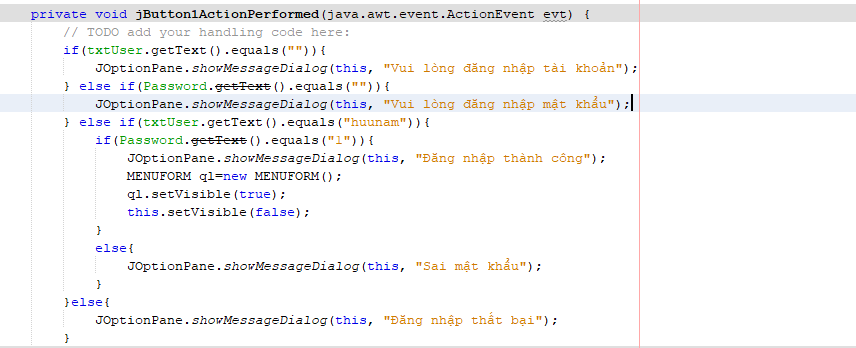 private void jButton1ActionPerformed(java.awt.event.ActionEvent evt) {
// TODO add your handling code here:
if(txtUser.getText().equals("")){
JOptionPane.showMessageDialog(this, "Vui lòng đăng nhập tài khoản");
} else if(Password.getText().equals("")){
JOptionPane.showMessageDialog(this, "Vui lòng đăng nhập mật khẩu");
} else if(txtUser.getText().equals("huunam")){
if(Password.getText().equals("1")){
JOptionPane.showMessageDialog(this, "Đăng nhập thành công");
MENUFORM ql=new MENUFORM();
ql.setVisible(true);
this.setVisible(false);
}
else{
JOptionPane.showMessageDialog(this, "Sai mật khẩu");
}
}else{
JOptionPane.showMessageDialog(this, "Đăng nhập thất bại");
}